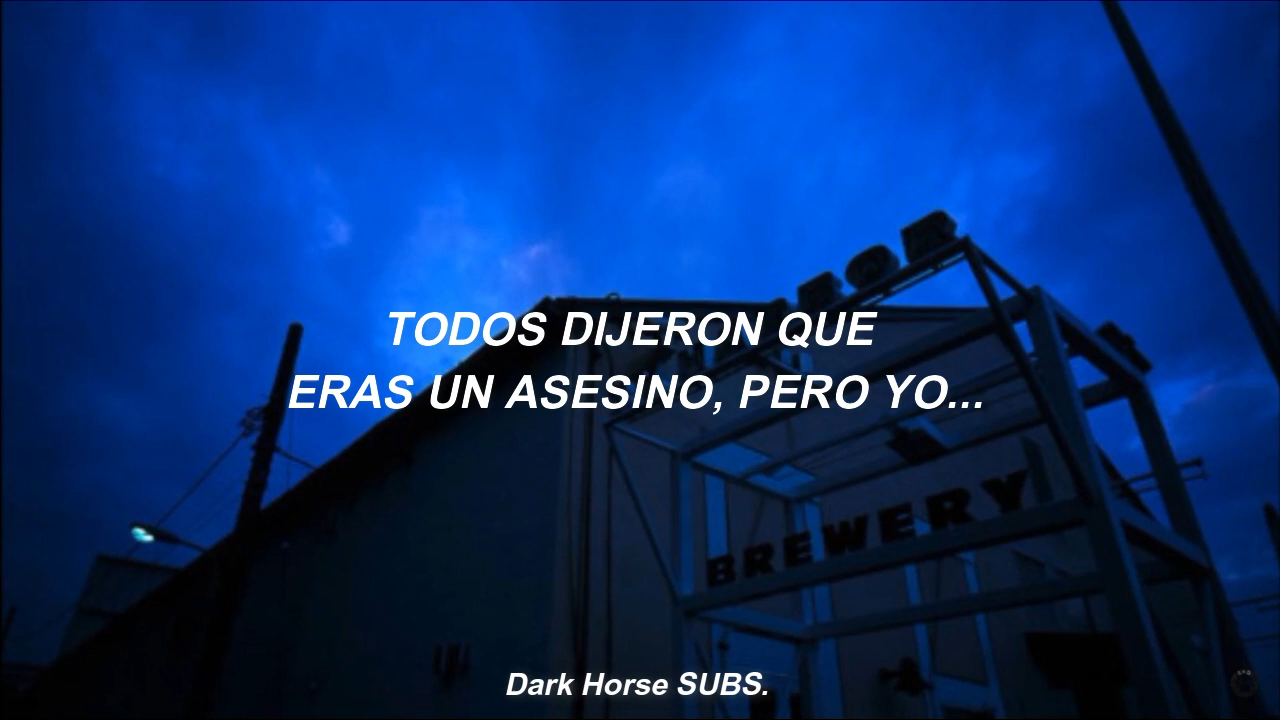 TODOS DIJERON QUE
ERAS UN ASESINO, PERO YO...
BREWERY
Dark Horse SUBS.